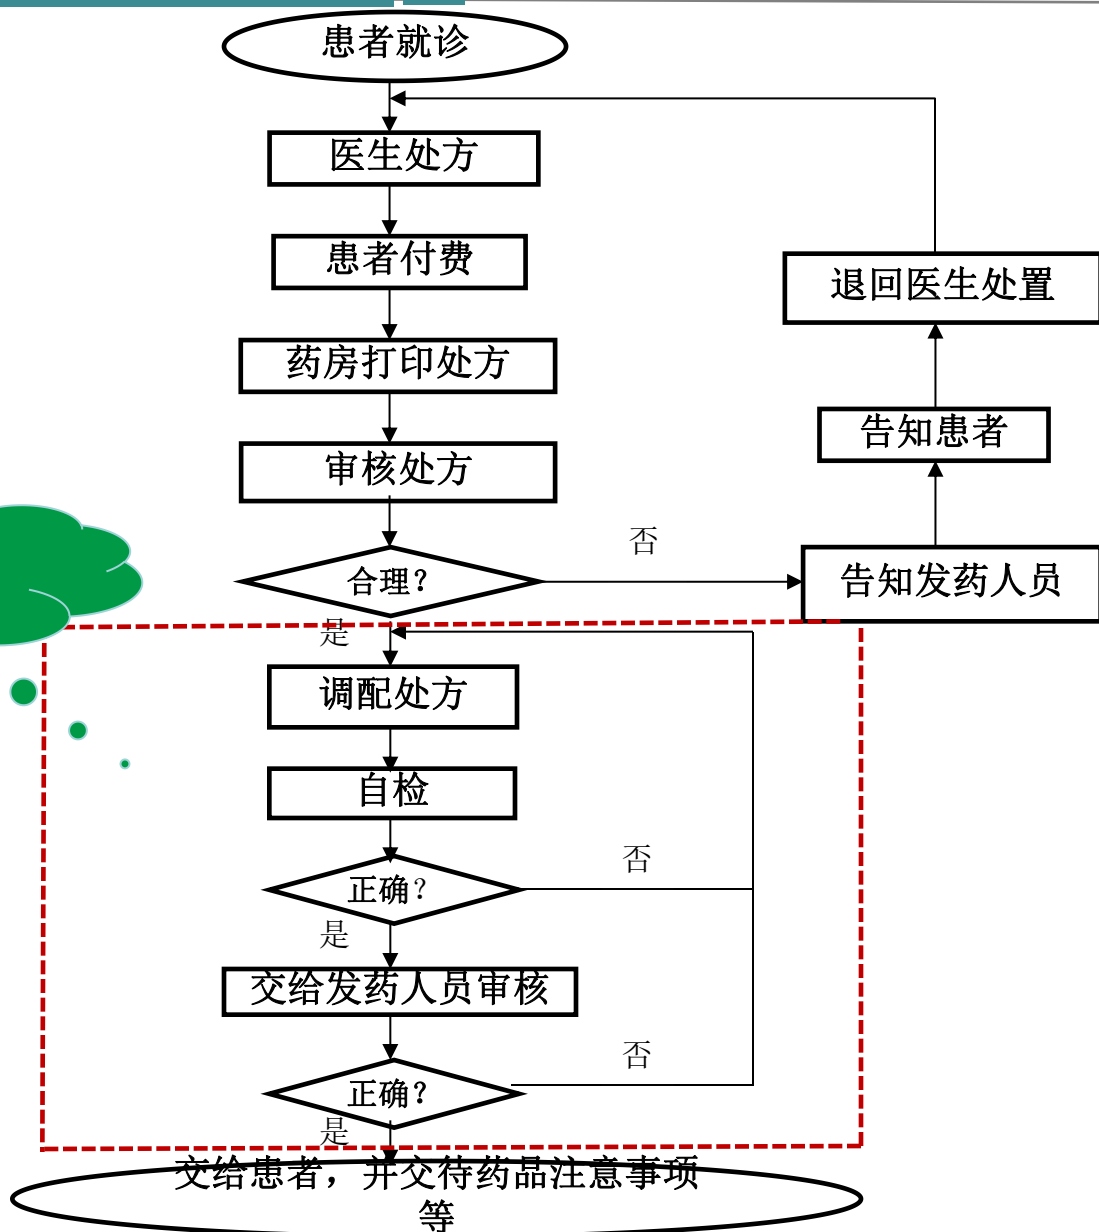 患者就诊
医生处方
患者付费
退回医生处置
药房打印处方
告知患者
审核处方
否
合理？
告知发药人员
是
调配处方
自检
否
正确？
是
交给发药人员审核
否
正确？
是
交给患者，并交待药品注意事项
等